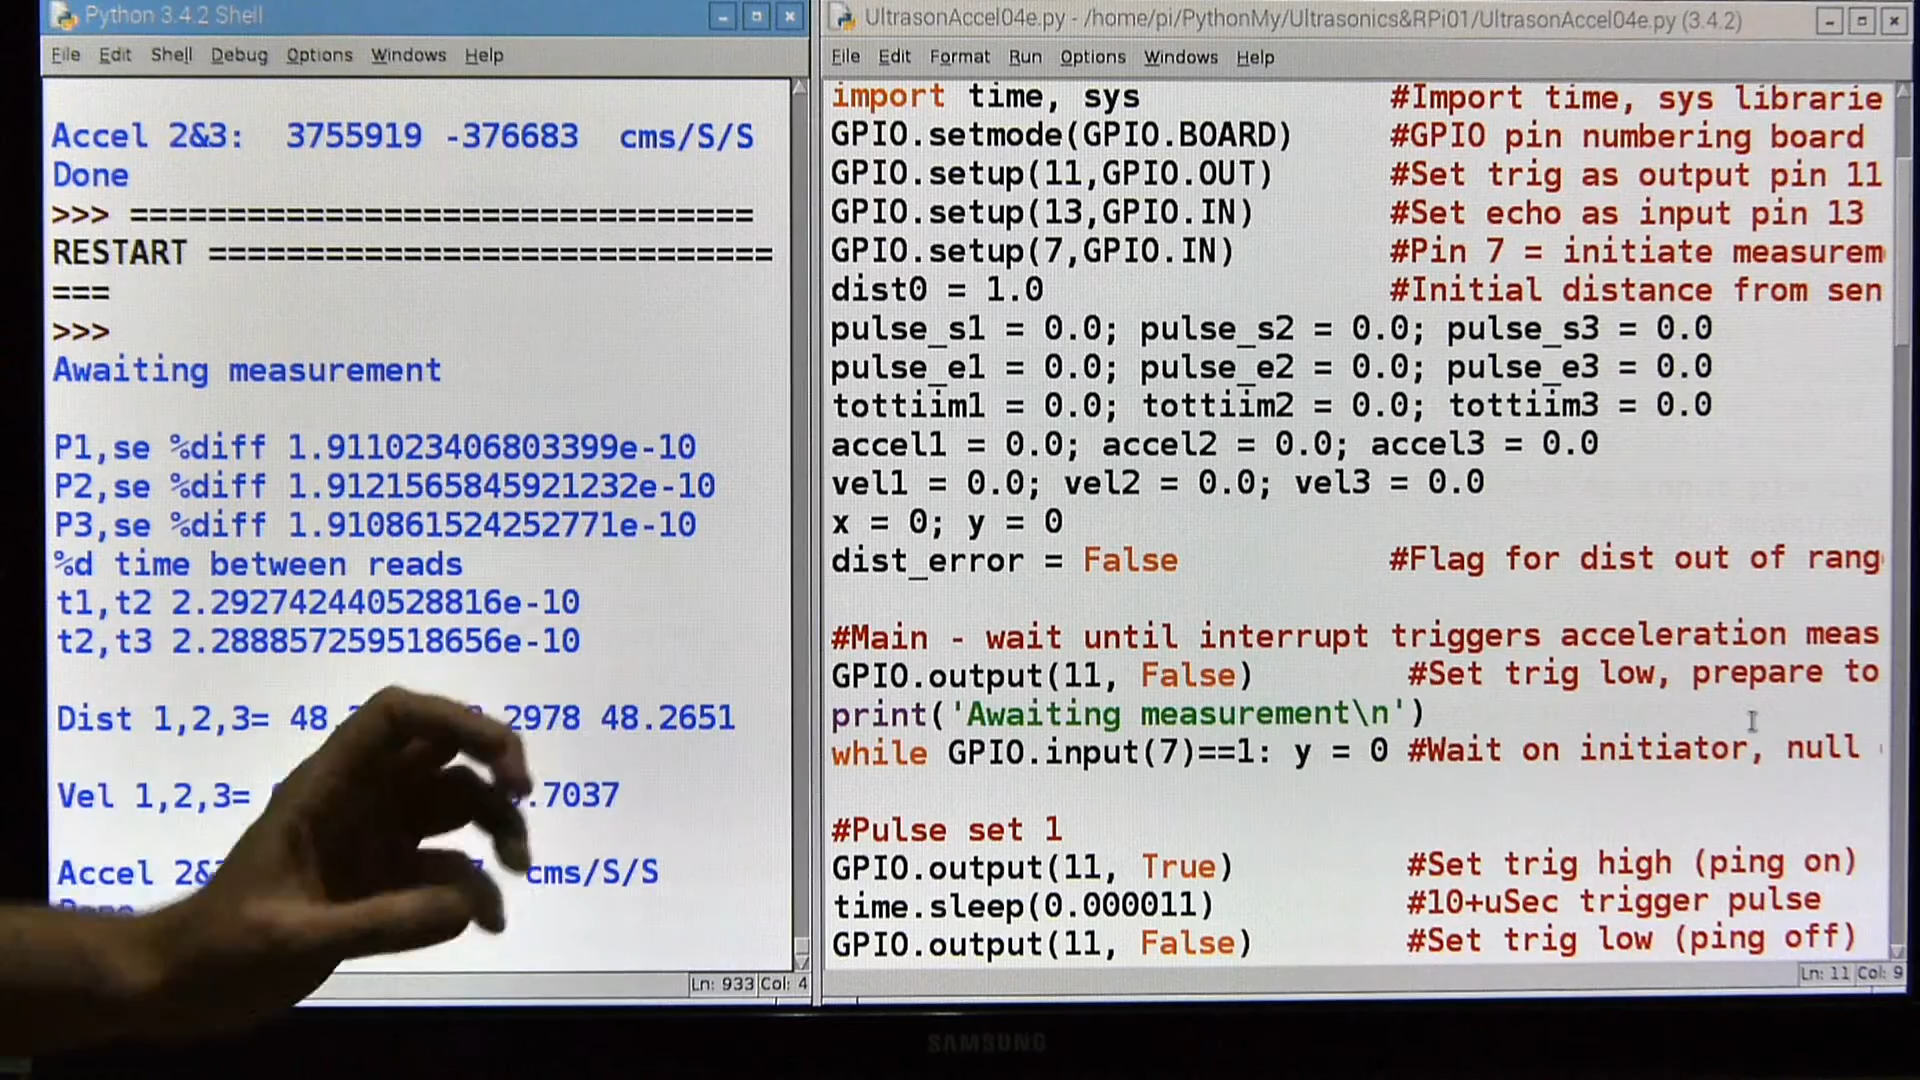 Python 3.4.2 Shell
File Edit Shell Debug Options Windows Help
Accel 2&3:  3755919 -376683  cms/S/S
Done
>>> ================================
RESTART =============================
===
>>>
Awaiting measurement
P1,se %diff 1.911023406803399e-10
P2,se %diff 1.9121565845921232e-10
P3,se %diff 1.910861524252771e-10
%d time between reads
t1,t2 2.292742440528816e-10
t2,t3 2.288857259518656e-10
Dist 1,2,3= 48. 2978 48.2651
Vel 1,2,3= .7037
Accel 2& cms/S/S
Done
Ln: 933 Col: 4
UltrasonAccel04e.py - /home/pi/PythonMy/Ultrasonics&RPi01/UltrasonAccel04e.py (3.4.2)
File Edit Format Run Options Windows Help
import time, sys #Import time, sys librarie
GPIO.setmode(GPIO.BOARD) #GPIO pin numbering board
GPIO.setup(11,GPIO.OUT) #Set trig as output pin 11
GPIO.setup(13,GPIO.IN) #Set echo as input pin 13
GPIO.setup(7,GPIO.IN) #Pin 7 = initiate measurem
dist0 = 1.0 #Initial distance from sen
pulse_s1 = 0.0; pulse_s2 = 0.0; pulse_s3 = 0.0
pulse_e1 = 0.0; pulse_e2 = 0.0; pulse_e3 = 0.0
tottiim1 = 0.0; tottiim2 = 0.0; tottiim3 = 0.0
accel1 = 0.0; accel2 = 0.0; accel3 = 0.0
vel1 = 0.0; vel2 = 0.0; vel3 = 0.0
x = 0; y = 0
dist_error = False #Flag for dist out of rang
#Main - wait until interrupt triggers acceleration meas
GPIO.output(11, False) #Set trig low, prepare to
print('Awaiting measurement\n')
while GPIO.input(7)==1: y = 0 #Wait on initiator, null
#Pulse set 1
GPIO.output(11, True) #Set trig high (ping on)
time.sleep(0.000011) #10+uSec trigger pulse
GPIO.output(11, False) #Set trig low (ping off)
Ln: 11 Col: 9
SAMSUNG